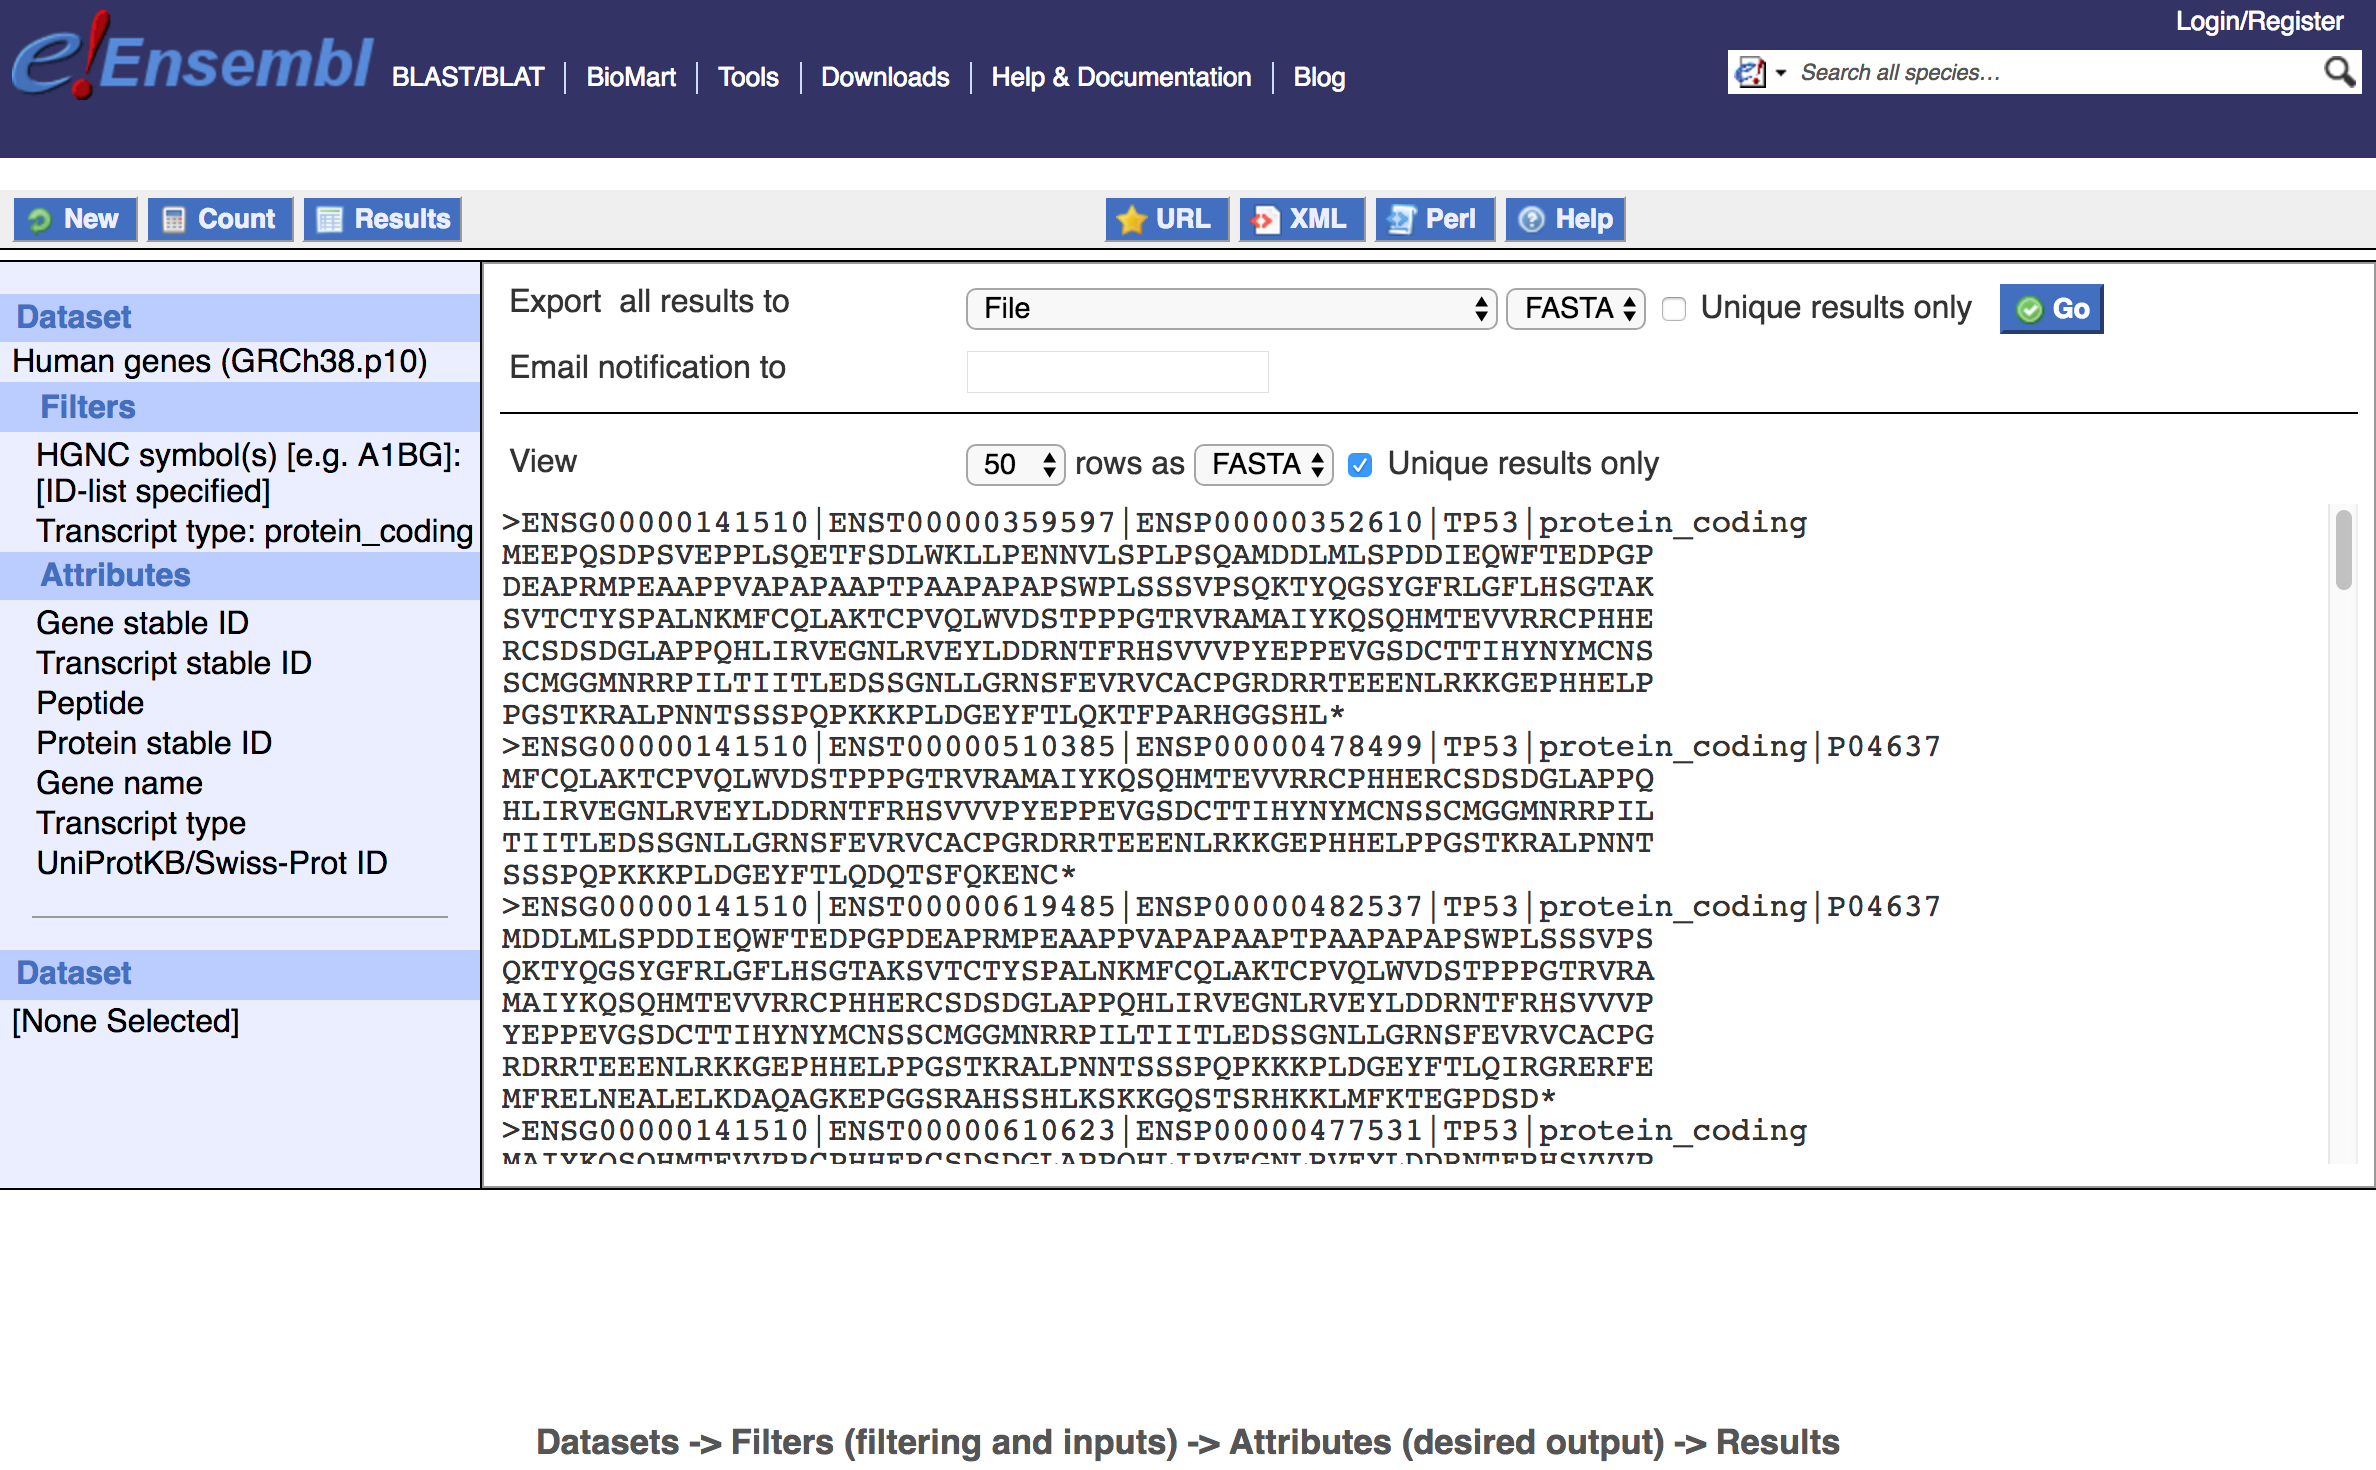 Login/Register
e!Ensembl
BLAST/BLAT | BioMart | Tools | Downloads | Help & Documentation | Blog
Search all species...
New Count Results URL XML Perl Help
Dataset
Human genes (GRCh38.p10)
Filters
HGNC symbol(s) [e.g. A1BG]:
[ID-list specified]
Transcript type: protein_coding
Attributes
Gene stable ID
Transcript stable ID
Peptide
Protein stable ID
Gene name
Transcript type
UniProtKB/Swiss-Prot ID
Dataset
[None Selected]
Export all results to File FASTA Unique results only Go
Email notification to
View 50 rows as FASTA Unique results only
>ENSG00000141510|ENST00000359597|ENSP00000352610|TP53|protein_coding
MEEPQSDPSVEPPLSQETFSDLWKLLPENNVLSPLPSQAMDDLMLSPDDIEQWFTEDPGP
DEAPRMPEAAPPVAPAPAAPTPAAPAPAPSWPLSSSVPSQKTYQGSYGFRLGFLHSGTAK
SVTCTYSPALNKMFCQLAKTCPVQLWVDSTPPPGTRVRAMAIYKQSQHMTEVVRRCPHHE
RCSDSDGLAPPQHLIRVEGNLRVEYLDDRNTFRHSVVVPYEPPEVGSDCTTIHYNYMCNS
SCMGGMNRRPILTIITLEDSSGNLLGRNSFEVRVCACPGRDRRTEEENLRKKGEPHHELP
PGSTKRALPNNTSSSPQPKKKPLDGEYFTLQKTFPARHGGSHL*
>ENSG00000141510|ENST00000510385|ENSP00000478499|TP53|protein_coding|P04637
MFCQLAKTCPVQLWVDSTPPPGTRVRAMAIYKQSQHMTEVVRRCPHHERCSDSDGLAPPQ
HLIRVEGNLRVEYLDDRNTFRHSVVVPYEPPEVGSDCTTIHYNYMCNSSCMGGMNRRPIL
TIITLEDSSGNLLGRNSFEVRVCACPGRDRRTEEENLRKKGEPHHELPPGSTKRALPNNT
SSSPQPKKKPLDGEYFTLQDQTSFQKENC*
>ENSG00000141510|ENST00000619485|ENSP00000482537|TP53|protein_coding|P04637
MDDLMLSPDDIEQWFTEDPGPDEAPRMPEAAPPVAPAPAAPTPAAPAPAPSWPLSSSVPS
QKTYQGSYGFRLGFLHSGTAKSVTCTYSPALNKMFCQLAKTCPVQLWVDSTPPPGTRVRA
MAIYKQSQHMTEVVRRCPHHERCSDSDGLAPPQHLIRVEGNLRVEYLDDRNTFRHSVVVP
YEPPEVGSDCTTIHYNYMCNSSCMGGMNRRPILTIITLEDSSGNLLGRNSFEVRVCACPG
RDRRTEEENLRKKGEPHHELPPGSTKRALPNNTSSSPQPKKKPLDGEYFTLQIRGRERFE
MFRELNEALELKDAQAGKEPGGSRAHSSHLKSKKGQSTSRHKKLMFKTEGPDSD*
>ENSG00000141510|ENST00000610623|ENSP00000477531|TP53|protein_coding
MAIYKQSQHMTEVVRRCPHHERCSDSDGLAPPQHLIRVEGNLRVEYLDDRNTFRHSVVVP
Datasets -> Filters (filtering and inputs) -> Attributes (desired output) -> Results